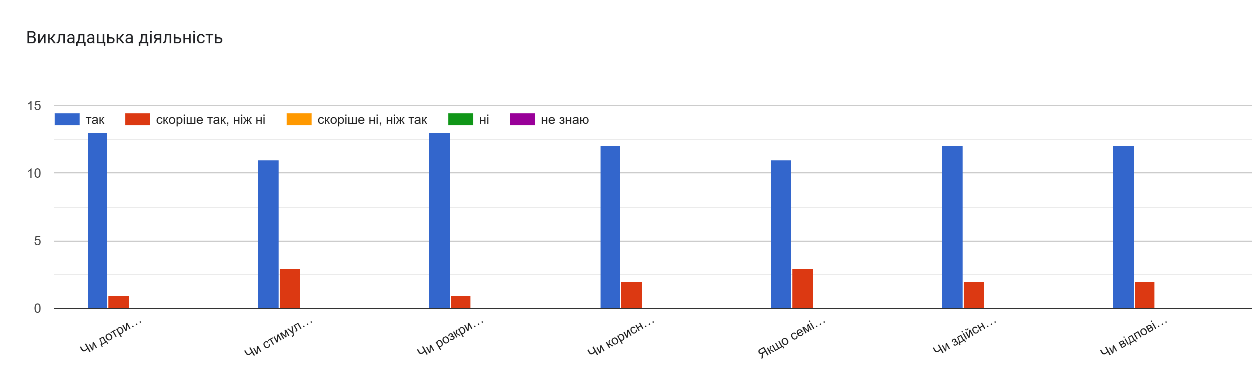 Викладацька діяльність
15
так
скоріше так, ніж ні
скоріше ні, ніж так
ні
не знаю
10
5
0
Чи дотри…
Чи стимул…
Чи розкри…
Чи корисн…
Якщо семі…
Чи здійсн…
Чи відпові…